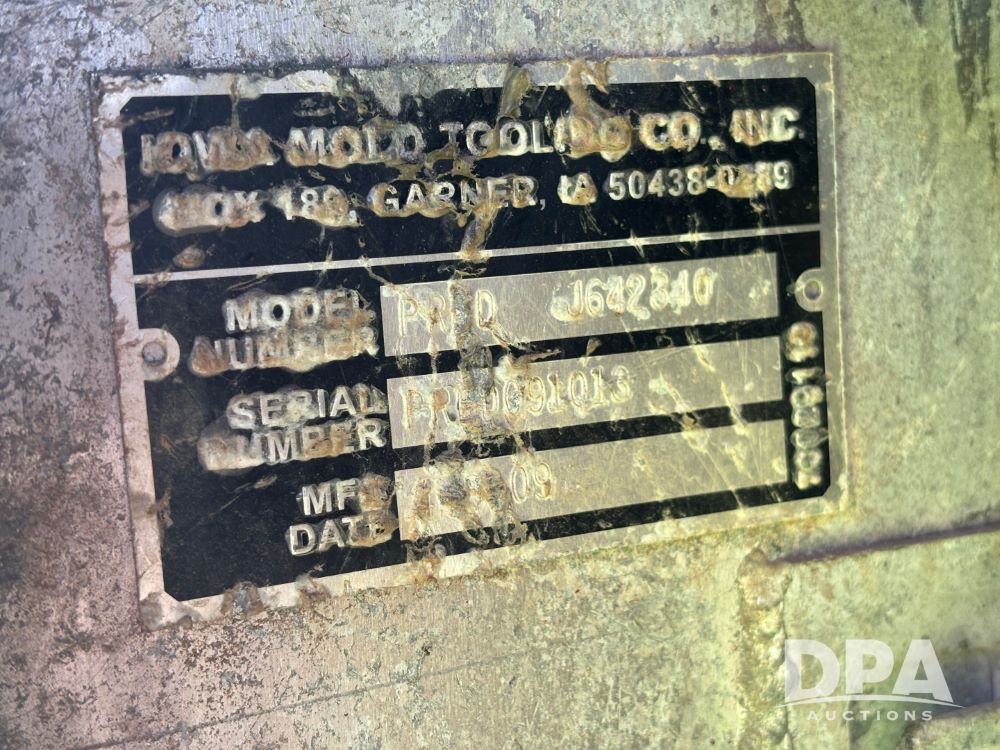 IOWA MOLD TOOLING CO., INC.
BOX 189, GARNER, IA 50438-0189
MODEL NUMBER PRED J642340
SERIAL NUMBER
MFG DATE 09
DPA
AUCTIONS